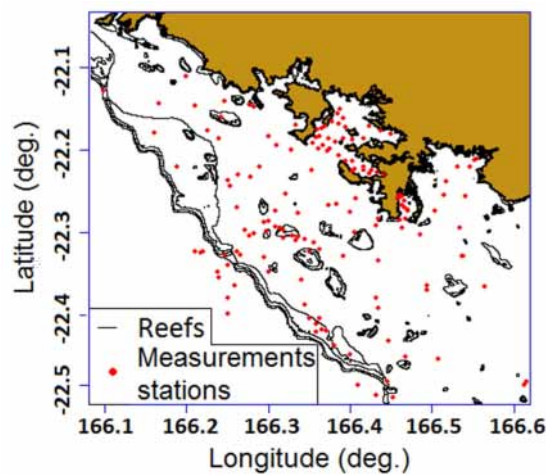 -22.1
-22.2
-22.3
-22.4
-22.5
Latitude (deg.)
Reefs
Measurements
stations
166.1 166.2 166.3 166.4 166.5 166.6
Longitude (deg.)